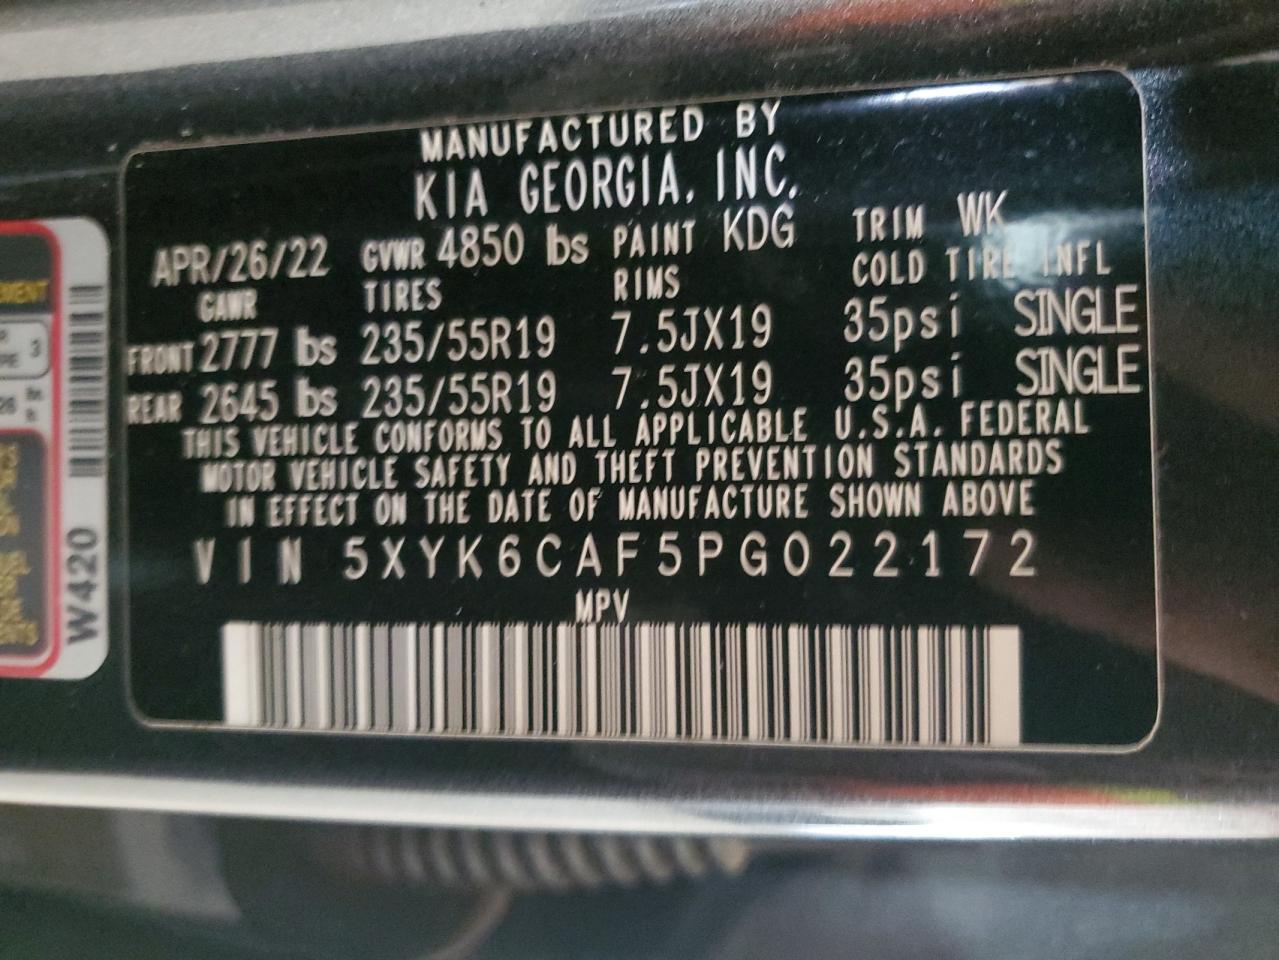 MANUFACTURED BY
KIA GEORGIA, INC.
APR/26/22 GVWR 4850 lbs PAINT KDG TRIM WK
GAWR TIRES RIMS COLD TIRE INFL
FRONT 2777 lbs 235/55R19 7.5JX19 35psi SINGLE
REAR 2645 lbs 235/55R19 7.5JX19 35psi SINGLE
THIS VEHICLE CONFORMS TO ALL APPLICABLE U.S.A. FEDERAL
MOTOR VEHICLE SAFETY AND THEFT PREVENTION STANDARDS
IN EFFECT ON THE DATE OF MANUFACTURE SHOWN ABOVE
VIN 5XYK6CAF5PG022172
MPV
W420
3